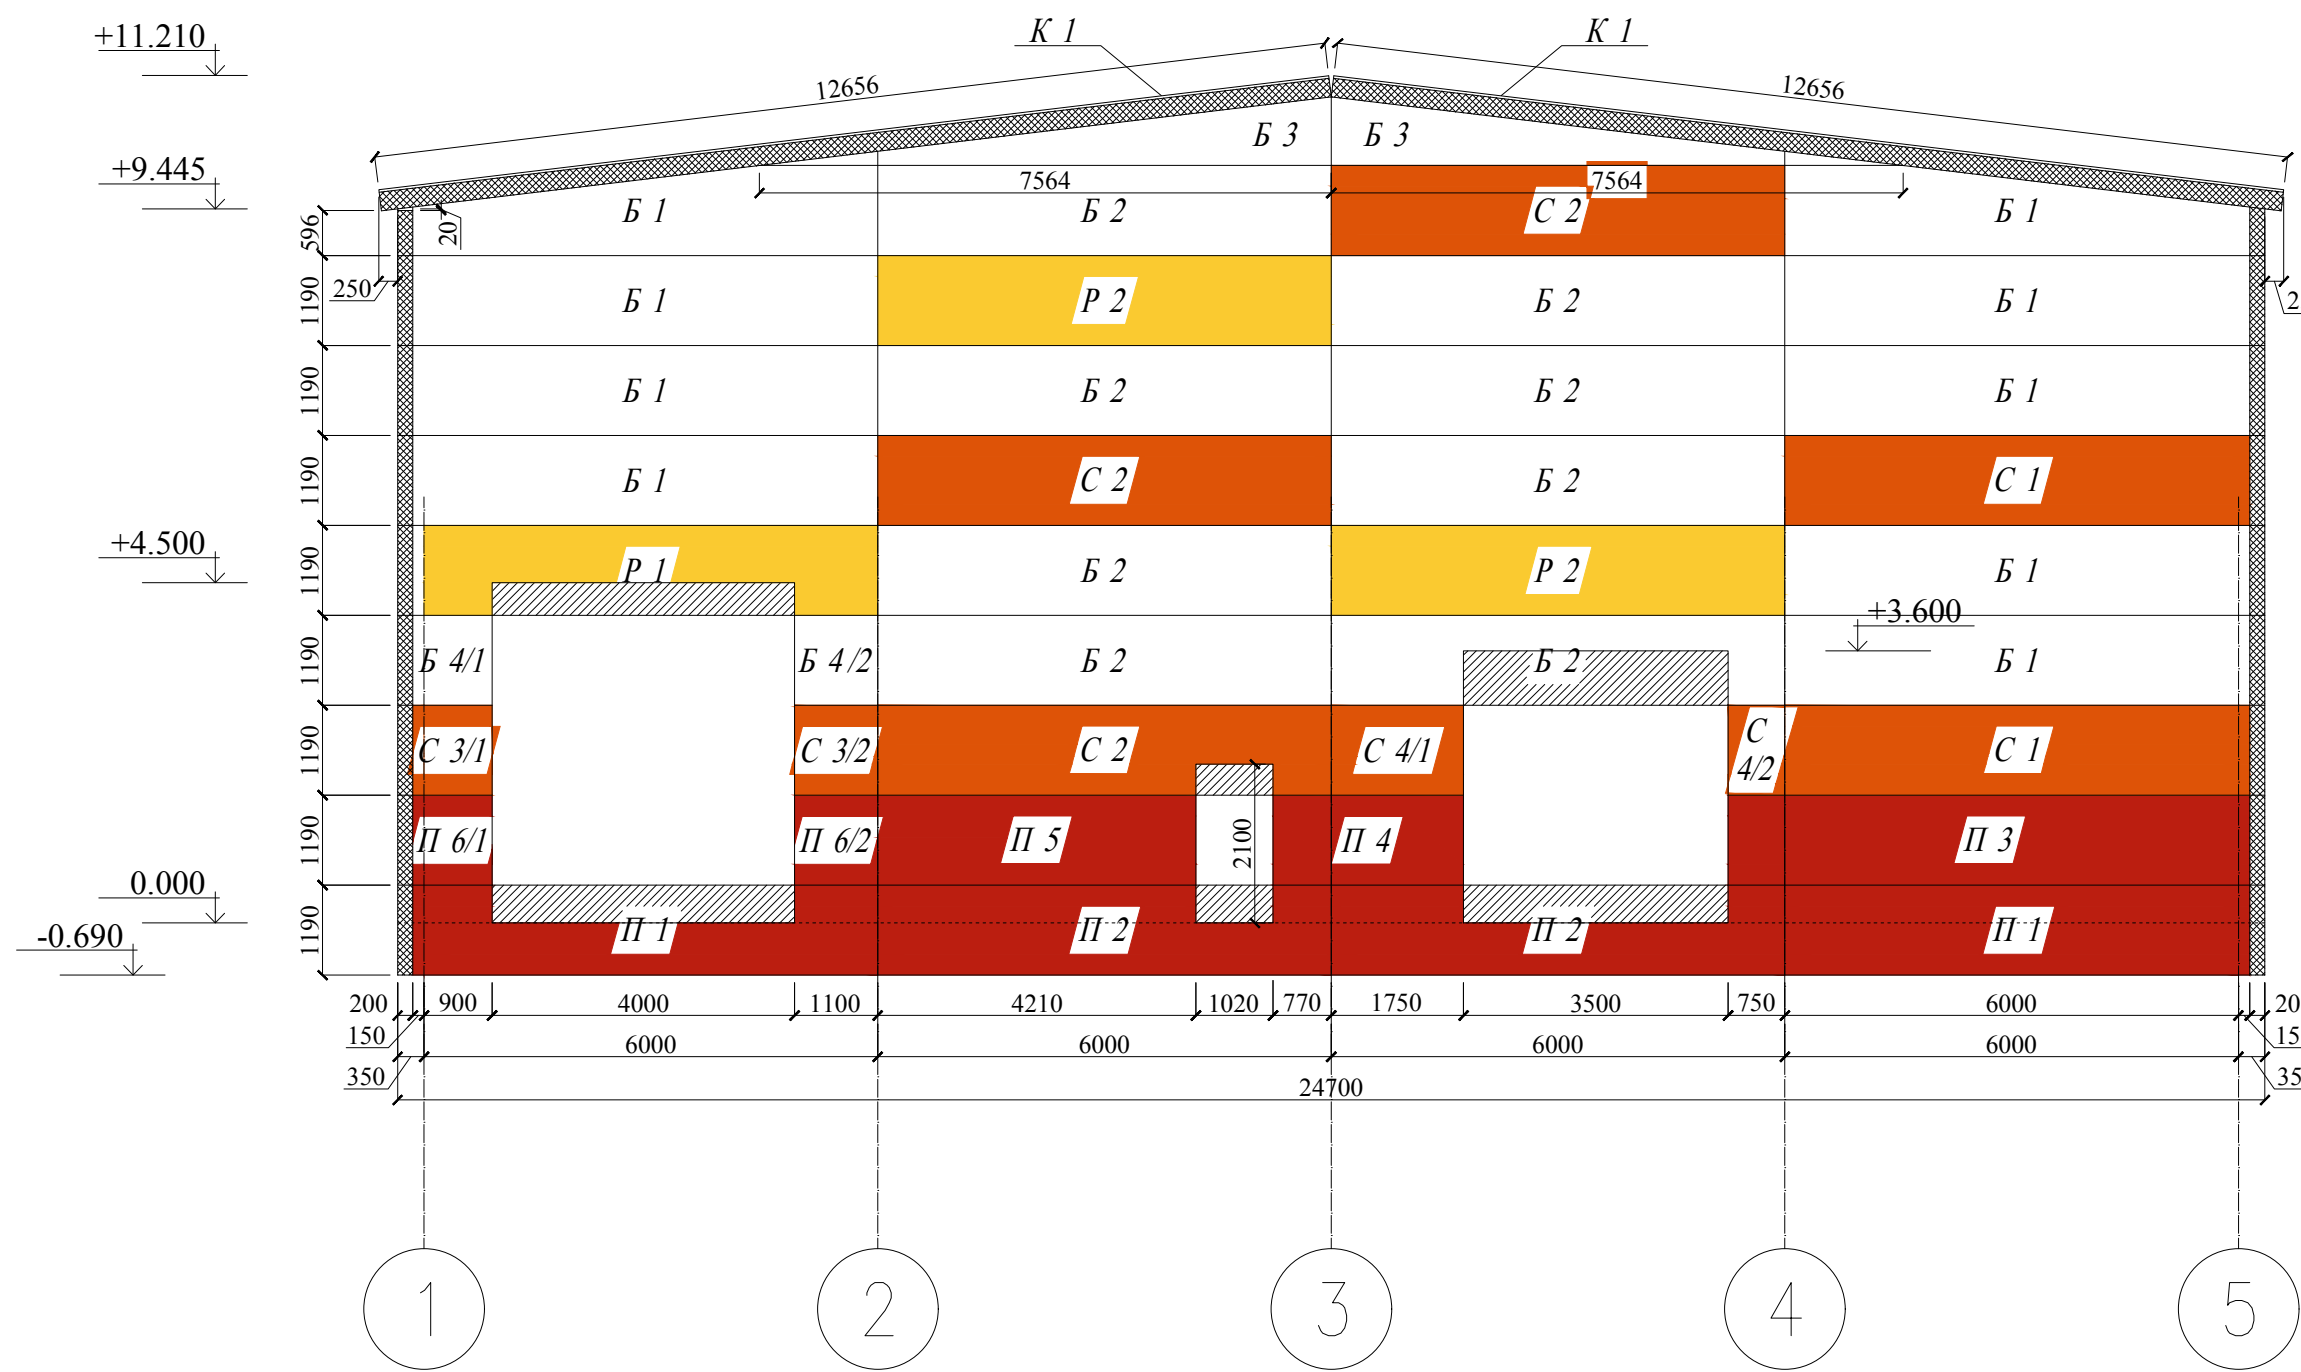 К 1
К 1
+11.210
12656
12656
Б 3
Б 3
+9.445
7564
7564
596
20
Б 1
Б 2
С 2
Б 1
250
1190
Б 1
Р 2
Б 2
Б 1
2
1190
Б 1
Б 2
Б 2
Б 1
1190
Б 1
С 2
Б 2
С 1
+4.500
1190
Р 1
Б 2
Р 2
Б 1
+3.600
1190
Б 4/1
Б 4/2
Б 2
Б 2
Б 1
1190
С 3/1
С 3/2
С 2
С 4/1
С
4/2
С 1
1190
П 6/1
П 6/2
П 5
2100
П 4
П 3
0.000
-0.690
1190
П 1
П 2
П 2
П 1
200
900
4000
1100
4210
1020
770
1750
3500
750
6000
20
150
15
6000
6000
6000
6000
350
35
24700
1
2
3
4
5